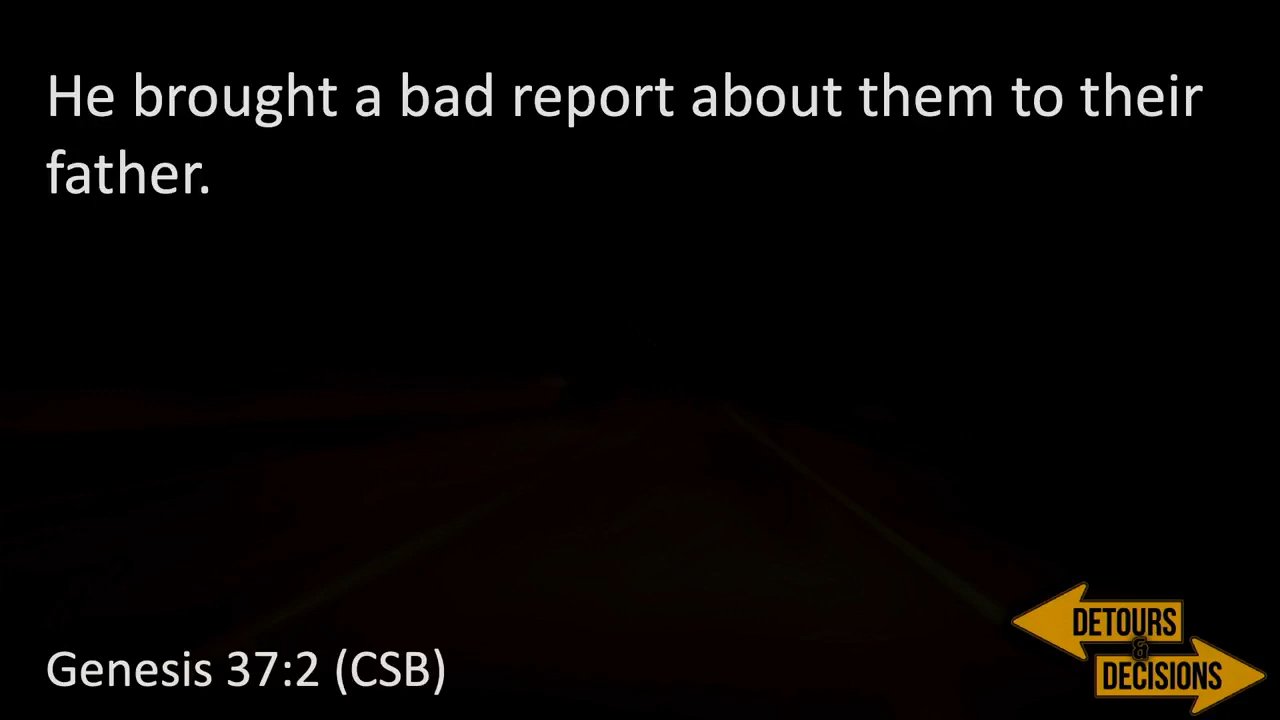 He brought a bad report about them to their
father.
Genesis 37:2 (CSB)
DETOURS
&
DECISIONS